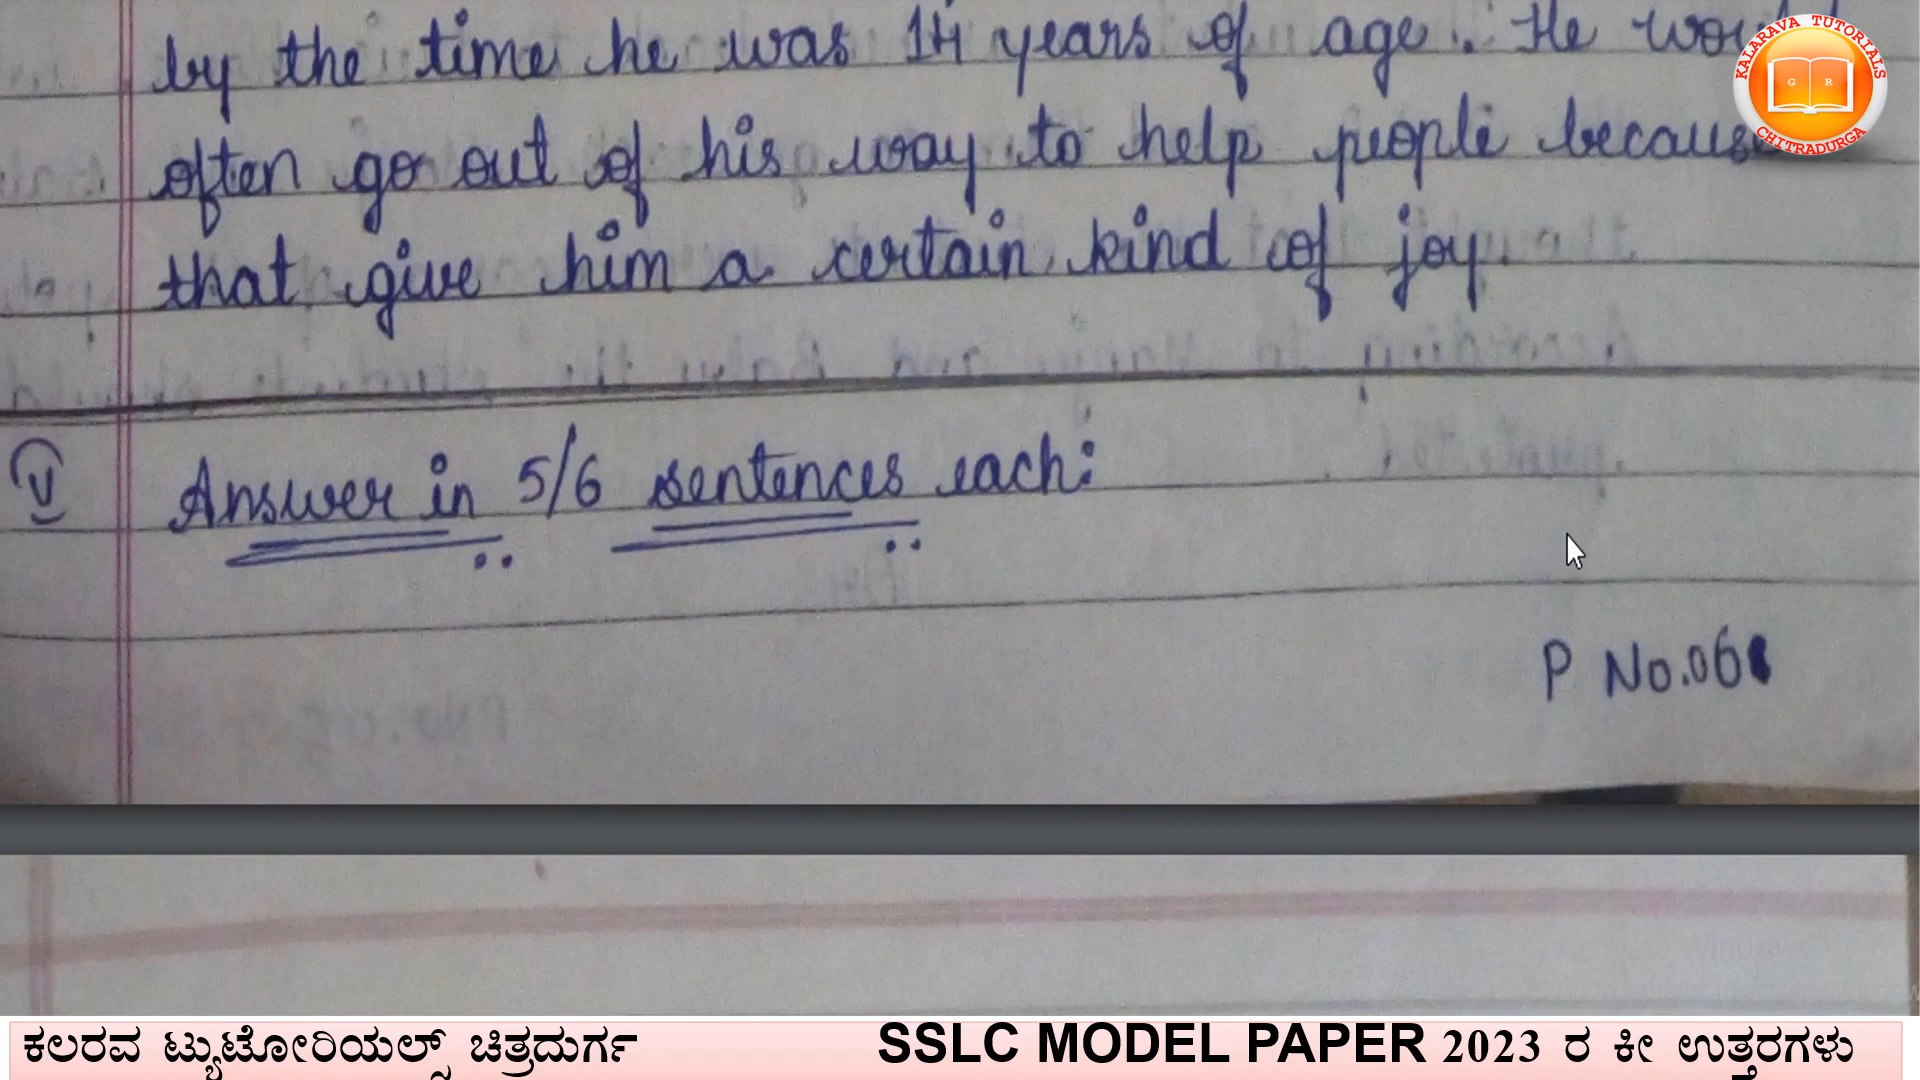 by the time he was 14 years of age. He would
often go out of his way to help people because
that give him a certain kind of joy.
V Answer in 5/6 sentences each:
P No.06
KALARAVA TUTORIALS
G R
CHITRADURGA
ಕಲರವ ಟ್ಯುಟೋರಿಯಲ್ಸ್ ಚಿತ್ರದುರ್ಗ SSLC MODEL PAPER 2023 ರ ಕೀ ಉತ್ತರಗಳು